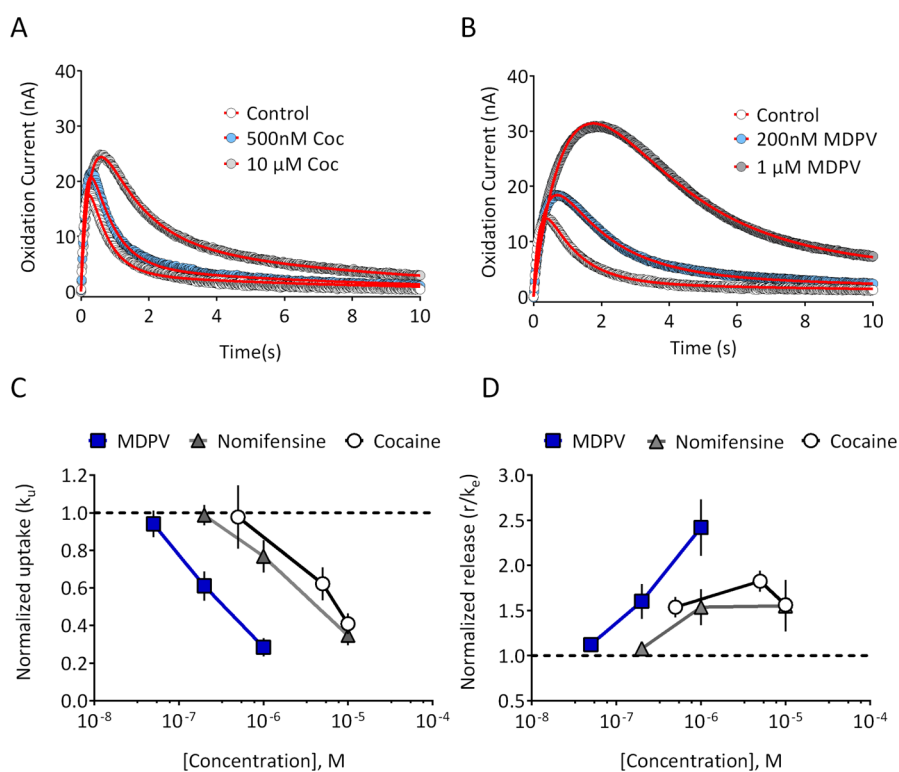 A
Oxidation Current (nA)
40
30
20
10
0
Control
500nM Coc
10 µM Coc
0 2 4 6 8 10
Time(s)
B
Oxidation Current (nA)
40
30
20
10
0
Control
200nM MDPV
1 µM MDPV
0 2 4 6 8 10
Time (s)
C
MDPV Nomifensine Cocaine
Normalized uptake (kᵤ)
1.2
1.0
0.8
0.6
0.4
0.2
0.0
10⁻⁸ 10⁻⁷ 10⁻⁶ 10⁻⁵ 10⁻⁴
[Concentration], M
D
MDPV Nomifensine Cocaine
Normalized release (r/kₑ)
3.0
2.5
2.0
1.5
1.0
0.5
10⁻⁸ 10⁻⁷ 10⁻⁶ 10⁻⁵ 10⁻⁴
[Concentration], M